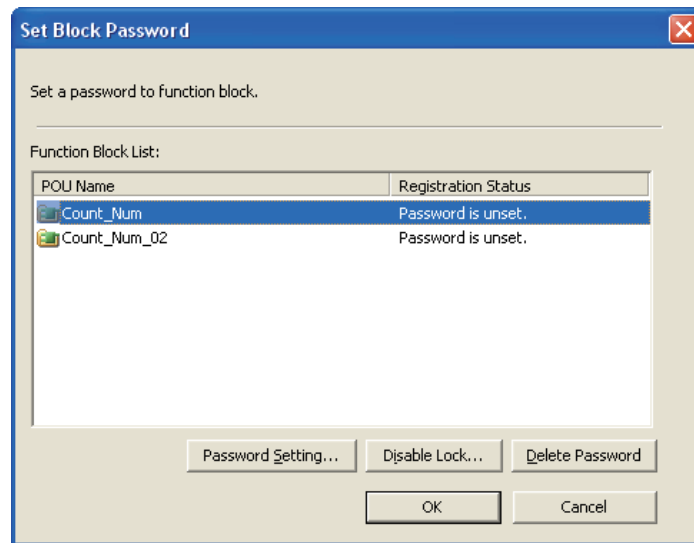 Set Block Password
Set a password to function block.
Function Block List:
POU Name Registration Status
Count_Num Password is unset.
Count_Num_02 Password is unset.
Password Setting... Disable Lock... Delete Password
OK Cancel